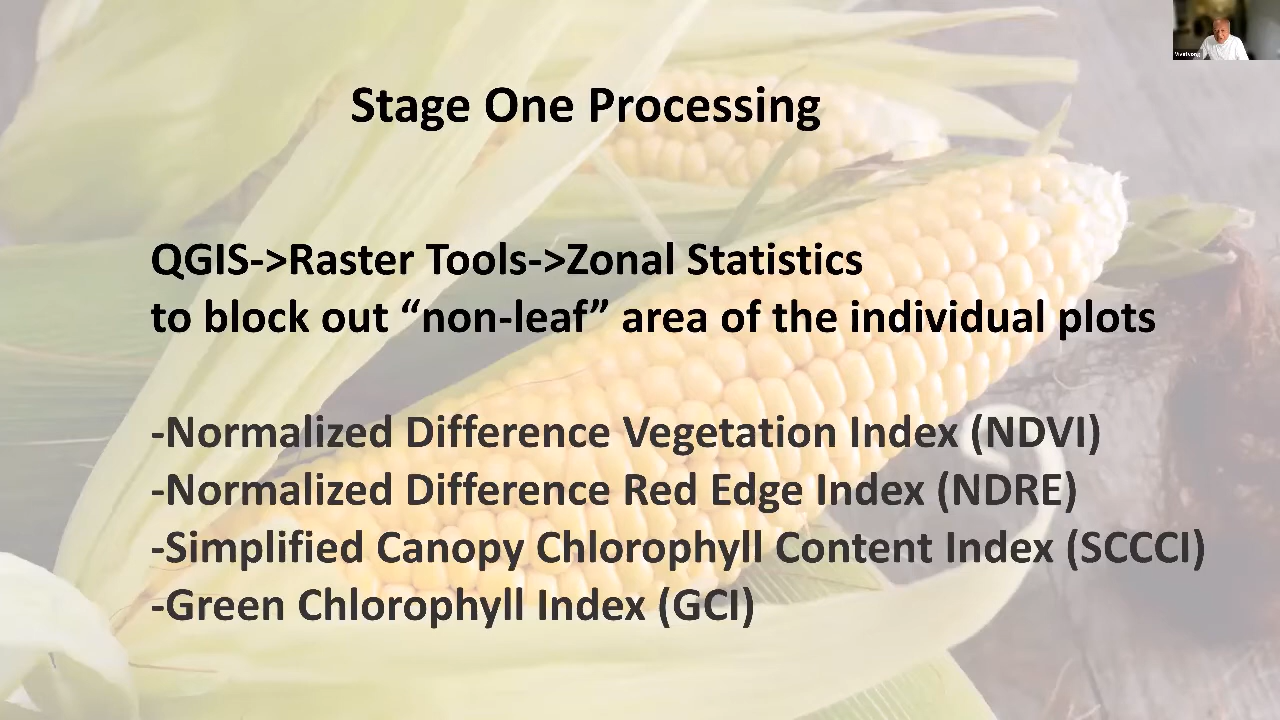 Stage One Processing
QGIS->Raster Tools->Zonal Statistics
to block out “non-leaf” area of the individual plots
-Normalized Difference Vegetation Index (NDVI)
-Normalized Difference Red Edge Index (NDRE)
-Simplified Canopy Chlorophyll Content Index (SCCCI)
-Green Chlorophyll Index (GCI)